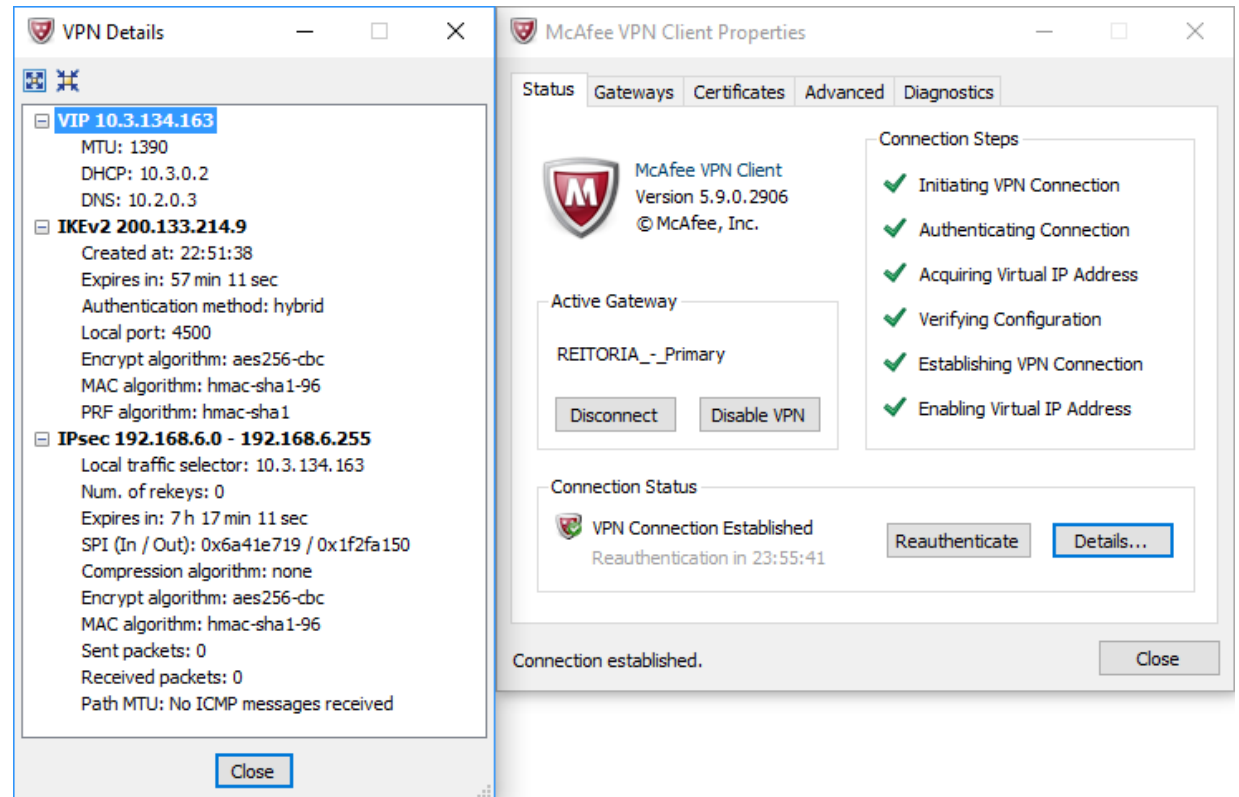 VPN Details
VIP 10.3.134.163
MTU: 1390
DHCP: 10.3.0.2
DNS: 10.2.0.3
IKEv2 200.133.214.9
Created at: 22:51:38
Expires in: 57 min 11 sec
Authentication method: hybrid
Local port: 4500
Encrypt algorithm: aes256-cbc
MAC algorithm: hmac-sha1-96
PRF algorithm: hmac-sha1
IPsec 192.168.6.0 - 192.168.6.255
Local traffic selector: 10.3.134.163
Num. of rekeys: 0
Expires in: 7 h 17 min 11 sec
SPI (In / Out): 0x6a41e719 / 0x1f2fa150
Compression algorithm: none
Encrypt algorithm: aes256-cbc
MAC algorithm: hmac-sha1-96
Sent packets: 0
Received packets: 0
Path MTU: No ICMP messages received
Close
McAfee VPN Client Properties
Status Gateways Certificates Advanced Diagnostics
McAfee VPN Client
Version 5.9.0.2906
© McAfee, Inc.
Active Gateway
REITORIA_-_Primary
Disconnect Disable VPN
Connection Steps
Initiating VPN Connection
Authenticating Connection
Acquiring Virtual IP Address
Verifying Configuration
Establishing VPN Connection
Enabling Virtual IP Address
Connection Status
VPN Connection Established
Reauthentication in 23:55:41
Reauthenticate Details...
Connection established.
Close